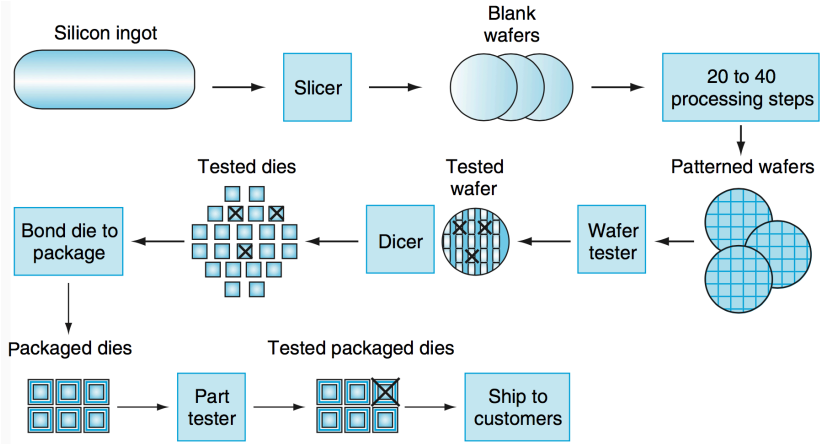 Silicon ingot
Slicer
Blank
wafers
20 to 40
processing steps
Patterned wafers
Wafer
tester
Tested
wafer
Dicer
Tested dies
Bond die to
package
Packaged dies
Part
tester
Tested packaged dies
Ship to
customers